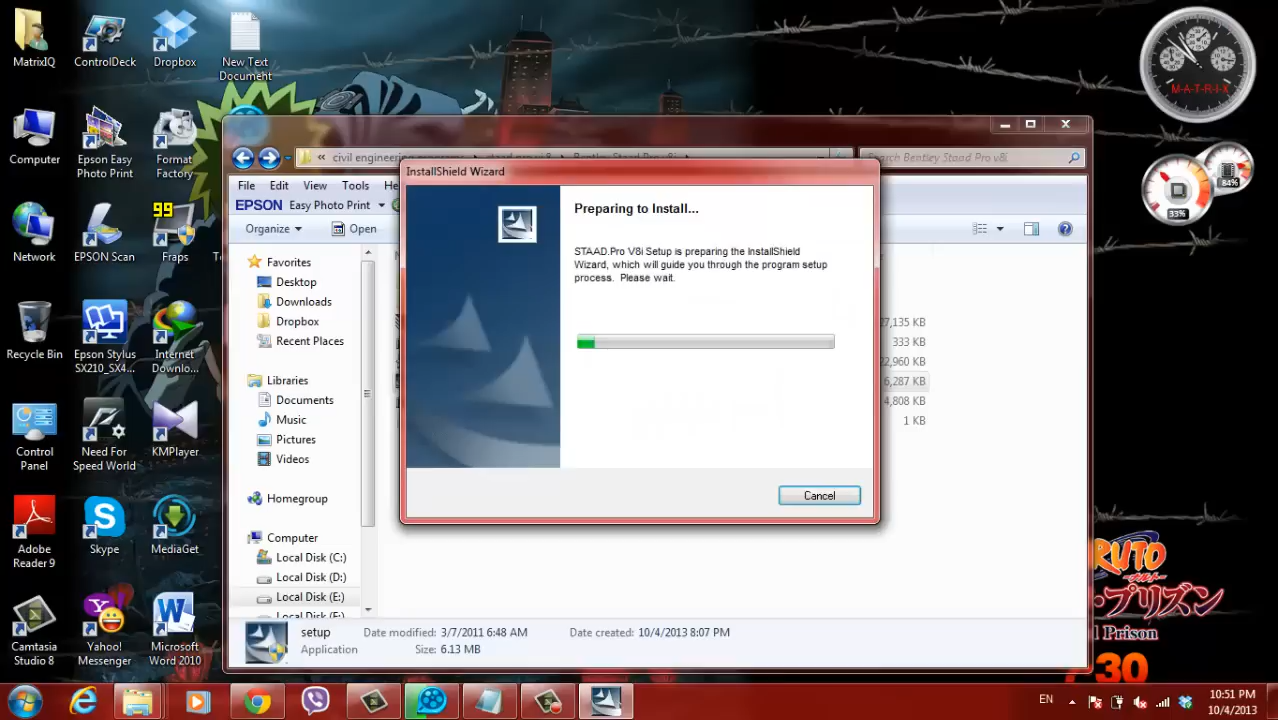 MatrixIQ
ControlDeck
Dropbox
New Text
Document
Computer
Epson Easy
Photo Print
Format
Factory
Network
EPSON Scan
99
Fraps
Recycle Bin
Epson Stylus
SX210_SX4...
Internet
Downlo...
Control
Panel
Need For
Speed World
KMPlayer
Adobe
Reader 9
Skype
MediaGet
Camtasia
Studio 8
Yahoo!
Messenger
Microsoft
Word 2010
M-A-T-R-I-X
33%
84%
Search Bentley Staad Pro v8i
File
Edit
View
Tools
EPSON
Easy Photo Print
Organize
Open
Favorites
Desktop
Downloads
Dropbox
Recent Places
Libraries
Documents
Music
Pictures
Videos
Homegroup
Computer
Local Disk (C:)
Local Disk (D:)
Local Disk (E:)
27,135 KB
333 KB
22,960 KB
6,287 KB
4,808 KB
1 KB
InstallShield Wizard
Preparing to Install...
STAAD.Pro V8i Setup is preparing the InstallShield
Wizard, which will guide you through the program setup
process. Please wait.
Cancel
setup
Application
Date modified: 3/7/2011 6:48 AM
Size: 6.13 MB
Date created: 10/4/2013 8:07 PM
ナルト
プリズン
Prison
30
EN
10:51 PM
10/4/2013